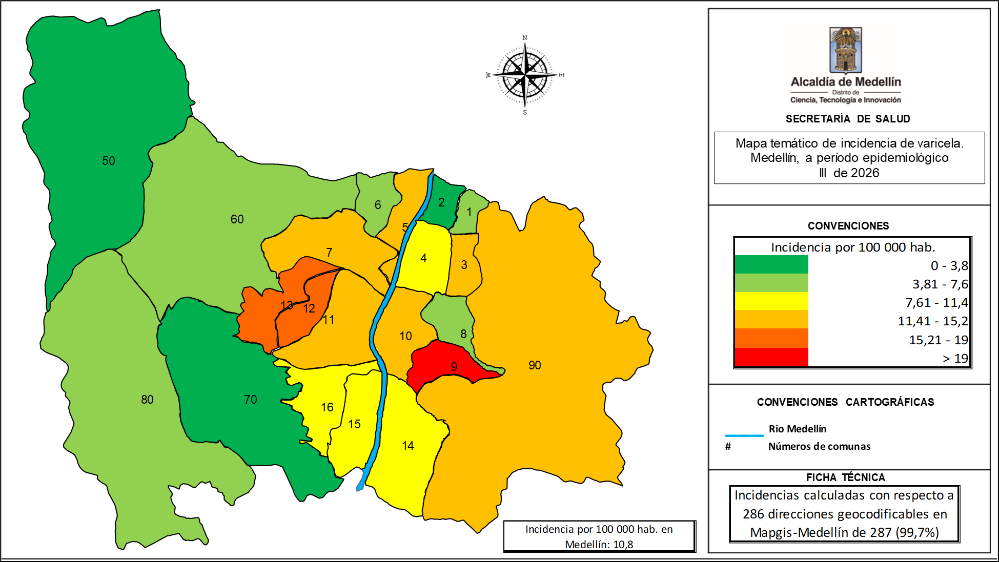 N
W
E
S
50
60
6
5
2
1
7
4
3
13
12
11
10
8
9
90
80
70
16
15
14
Incidencia por 100 000 hab. en
Medellín: 10,8
Alcaldía de Medellín
Distrito de
Ciencia, Tecnología e Innovación
SECRETARÍA DE SALUD
Mapa temático de incidencia de varicela.
Medellín, a período epidemiológico
III de 2026
CONVENCIONES
Incidencia por 100 000 hab.
0 - 3,8
3,81 - 7,6
7,61 - 11,4
11,41 - 15,2
15,21 - 19
> 19
CONVENCIONES CARTOGRÁFICAS
Rio Medellín
# Números de comunas
FICHA TÉCNICA
Incidencias calculadas con respecto a
286 direcciones geocodificables en
Mapgis-Medellín de 287 (99,7%)